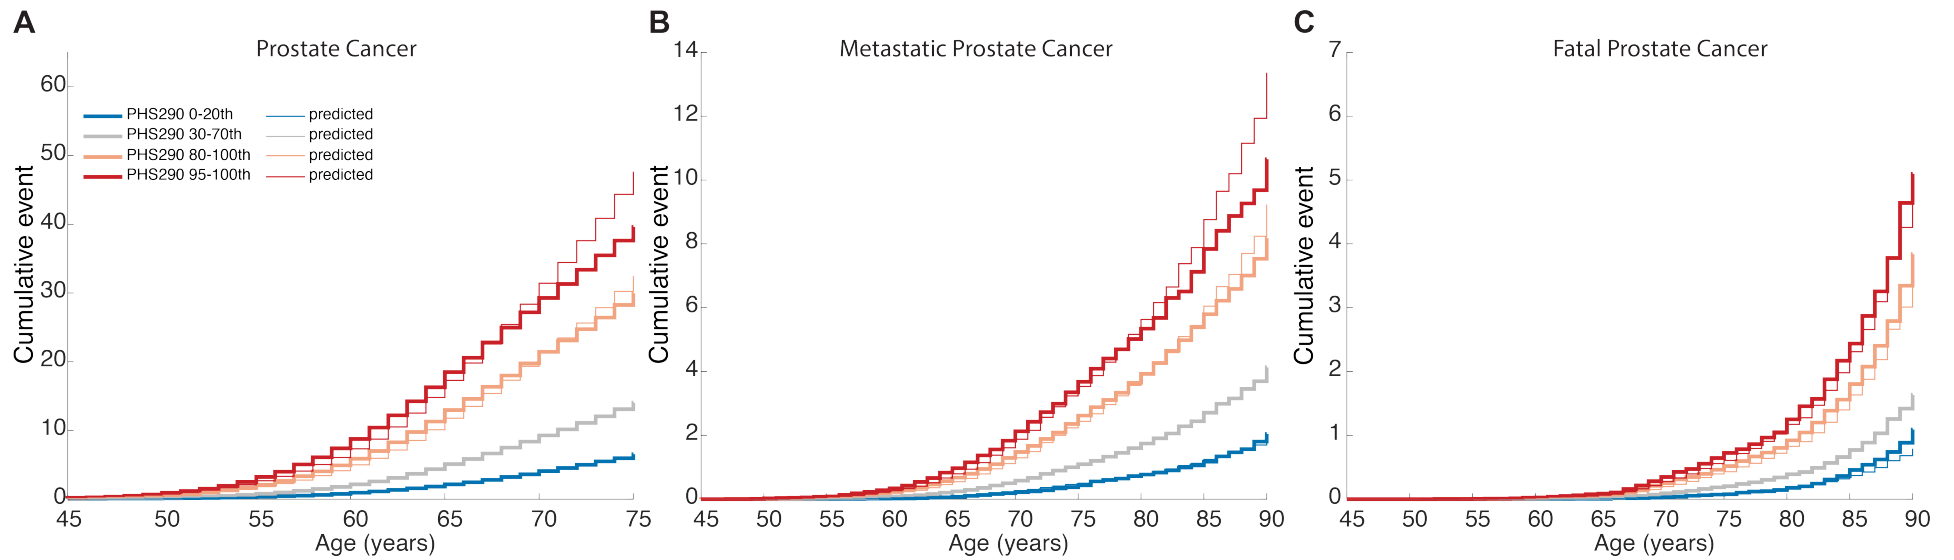 A
Prostate Cancer
Cumulative event
60
50
40
30
20
10
0
PHS290 0-20th predicted
PHS290 30-70th predicted
PHS290 80-100th predicted
PHS290 95-100th predicted
45 50 55 60 65 70 75
Age (years)
B
Metastatic Prostate Cancer
Cumulative event
14
12
10
8
6
4
2
0
45 50 55 60 65 70 75 80 85 90
Age (years)
C
Fatal Prostate Cancer
Cumulative event
7
6
5
4
3
2
1
0
45 50 55 60 65 70 75 80 85 90
Age (years)